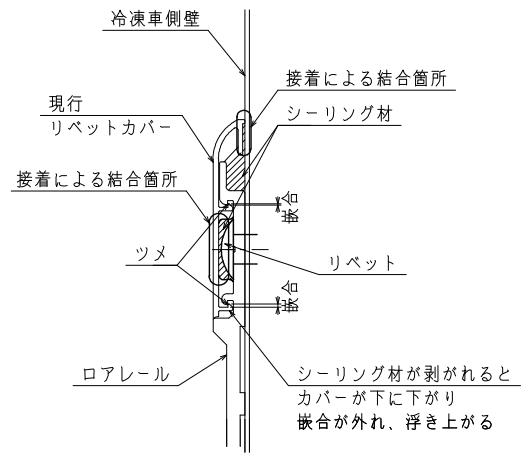 冷凍車側壁
接着による結合箇所
シーリング材
現行
リベットカバー
接着による結合箇所
嵌合
ツメ
リベット
嵌合
ロアレール
シーリング材が剥がれると
カバーが下に下がり
嵌合が外れ、浮き上がる